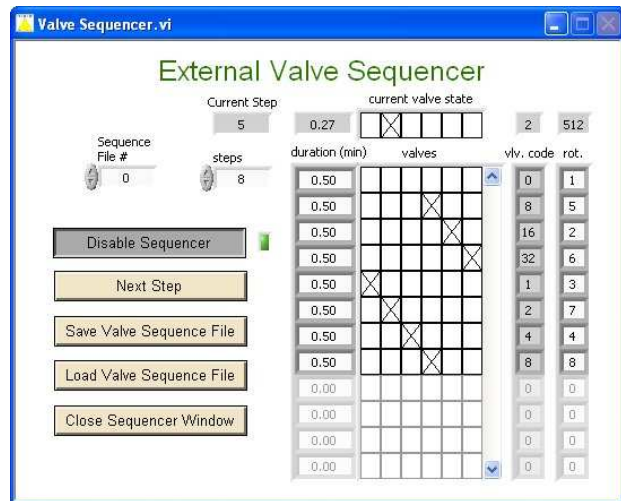 Valve Sequencer.vi
External Valve Sequencer
Current Step
current valve state
5 0.27 2 512
Sequence
File #
steps
duration (min) valves vlv. code rot.
0 8
0.50 0 1
0.50 8 5
0.50 16 2
0.50 32 6
0.50 1 3
0.50 2 7
0.50 4 4
0.50 8 8
0.00 0 0
0.00 0 0
0.00 0 0
0.00 0 0
Disable Sequencer
Next Step
Save Valve Sequence File
Load Valve Sequence File
Close Sequencer Window